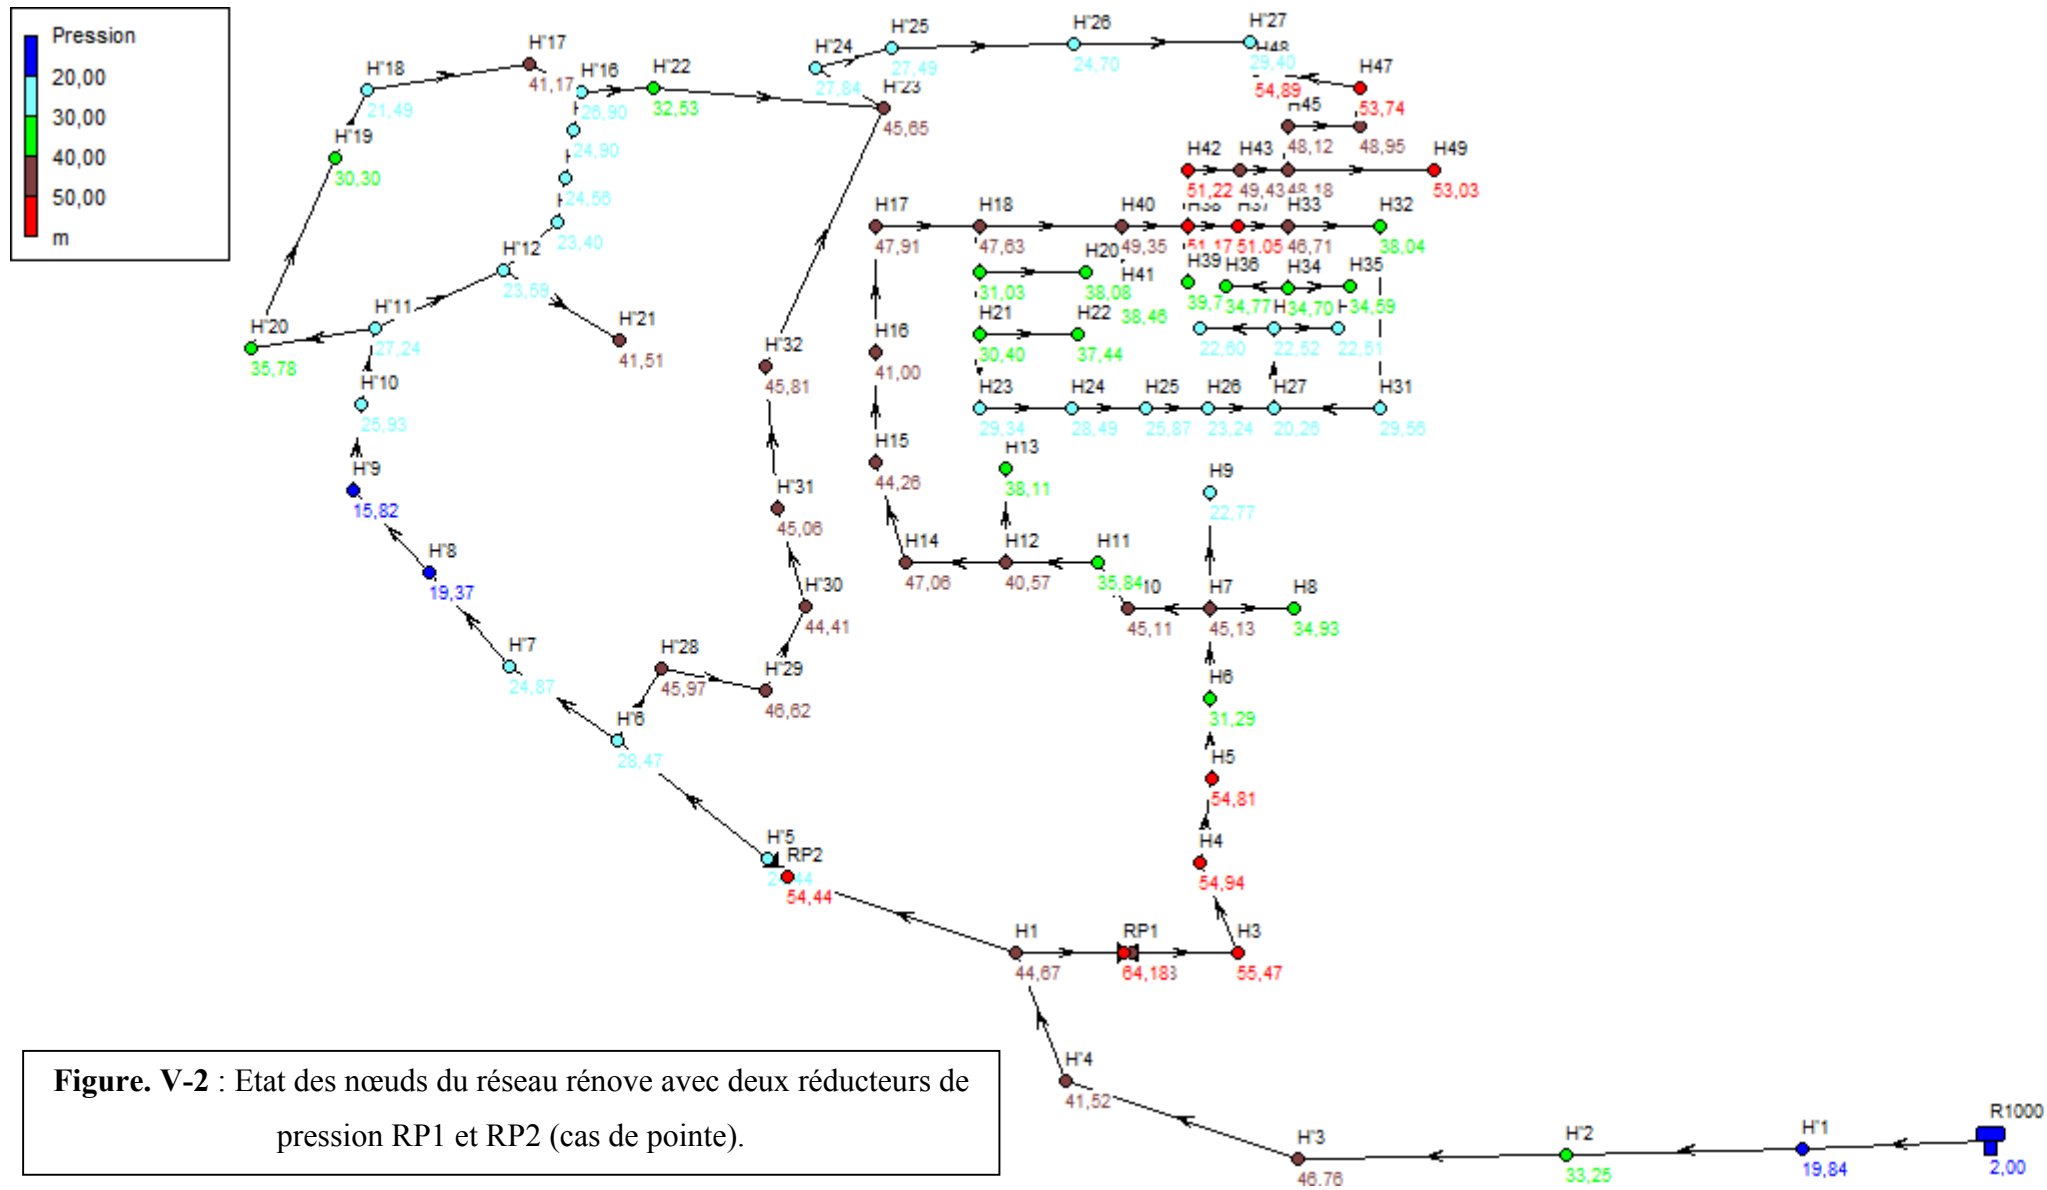 Pression
20,00
30,00
40,00
50,00
m
H'17
41,17
H'18
21,49
H'16
26,90
H'22
32,53
H'24
27,84
H'25
27,49
H'26
24,70
H'27
29,40
H48
54,89
H47
53,74
H'23
45,65
H45
48,12
48,95
H'19
30,30
24,90
24,56
23,40
H42
51,22
H43
49,43
48,18
H49
53,03
H17
47,91
H18
47,63
H40
49,35
H38
51,17
H37
51,05
H33
46,71
H32
38,04
H'12
23,59
31,03
H20
38,08
H41
38,46
H39
39,7
H36
34,77
H34
34,70
H35
34,59
H'20
35,78
H'11
27,24
H'21
41,51
H'32
45,81
H16
41,00
H21
30,40
H22
37,44
22,60
22,52
22,51
H'10
25,93
H23
29,34
H24
28,49
H25
25,87
H26
23,24
H27
20,26
H31
29,56
H'9
15,82
H15
44,26
H13
38,11
H9
22,77
H'31
45,06
H'8
19,37
H14
47,06
H12
40,57
H11
35,84
10
45,11
H7
45,13
H8
34,93
H'30
44,41
H'7
24,87
H'28
45,97
H'29
46,62
H6
31,29
H'6
28,47
H5
54,81
H'5
RP2
54,44
H4
54,94
H1
44,67
RP1
64,18
H3
55,47
H'4
41,52
H'3
46,76
H'2
33,25
H'1
19,84
R1000
2,00
Figure. V-2 : Etat des nœuds du réseau rénove avec deux réducteurs de
pression RP1 et RP2 (cas de pointe).